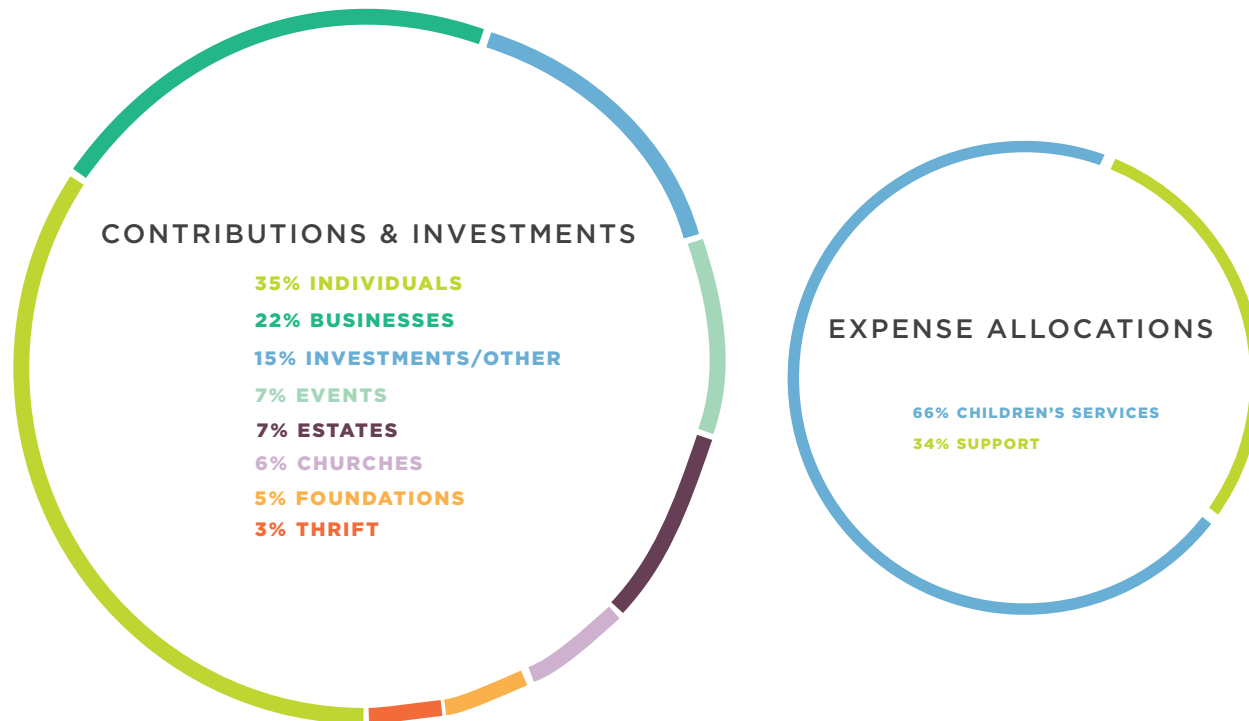 CONTRIBUTIONS & INVESTMENTS
35% INDIVIDUALS
22% BUSINESSES
15% INVESTMENTS/OTHER
7% EVENTS
7% ESTATES
6% CHURCHES
5% FOUNDATIONS
3% THRIFT
EXPENSE ALLOCATIONS
66% CHILDREN’S SERVICES
34% SUPPORT